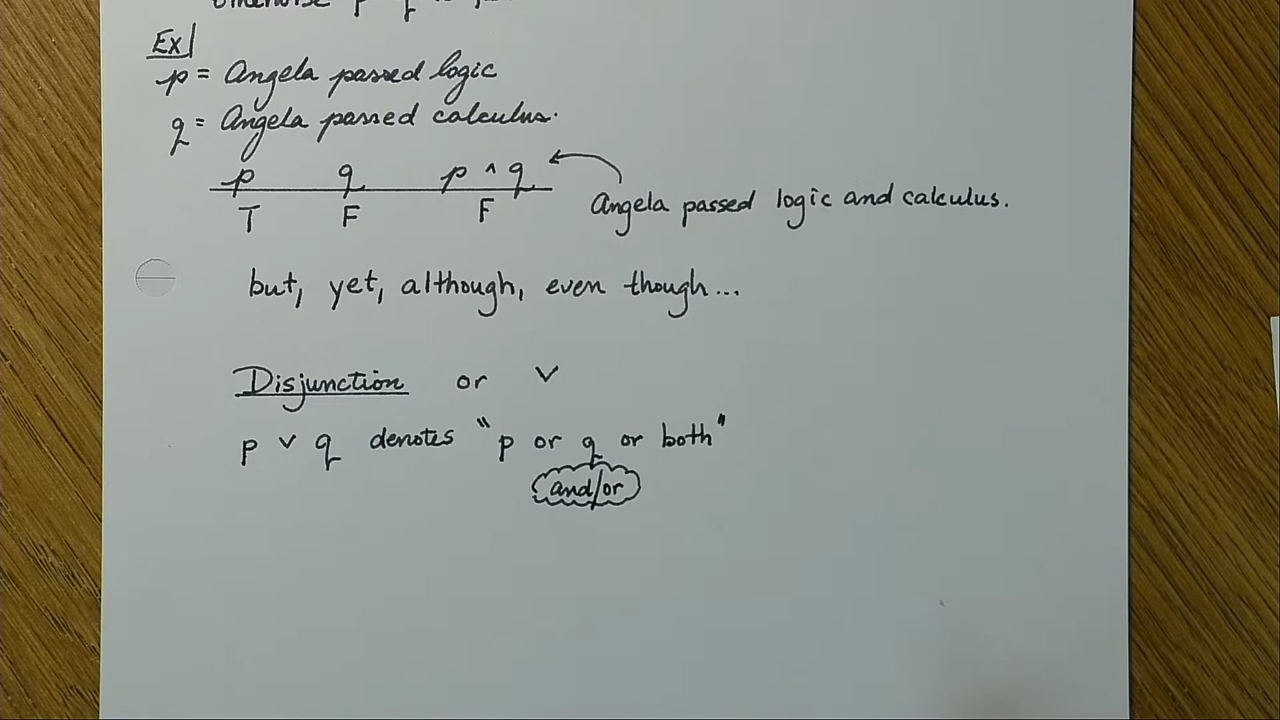 otherwise p q
Ex
p = Angela passed logic
q = Angela passed calculus.
p q p ^ q
T F F Angela passed logic and calculus.
but, yet, although, even though...
Disjunction or ∨
p ∨ q denotes "p or q or both"
and/or